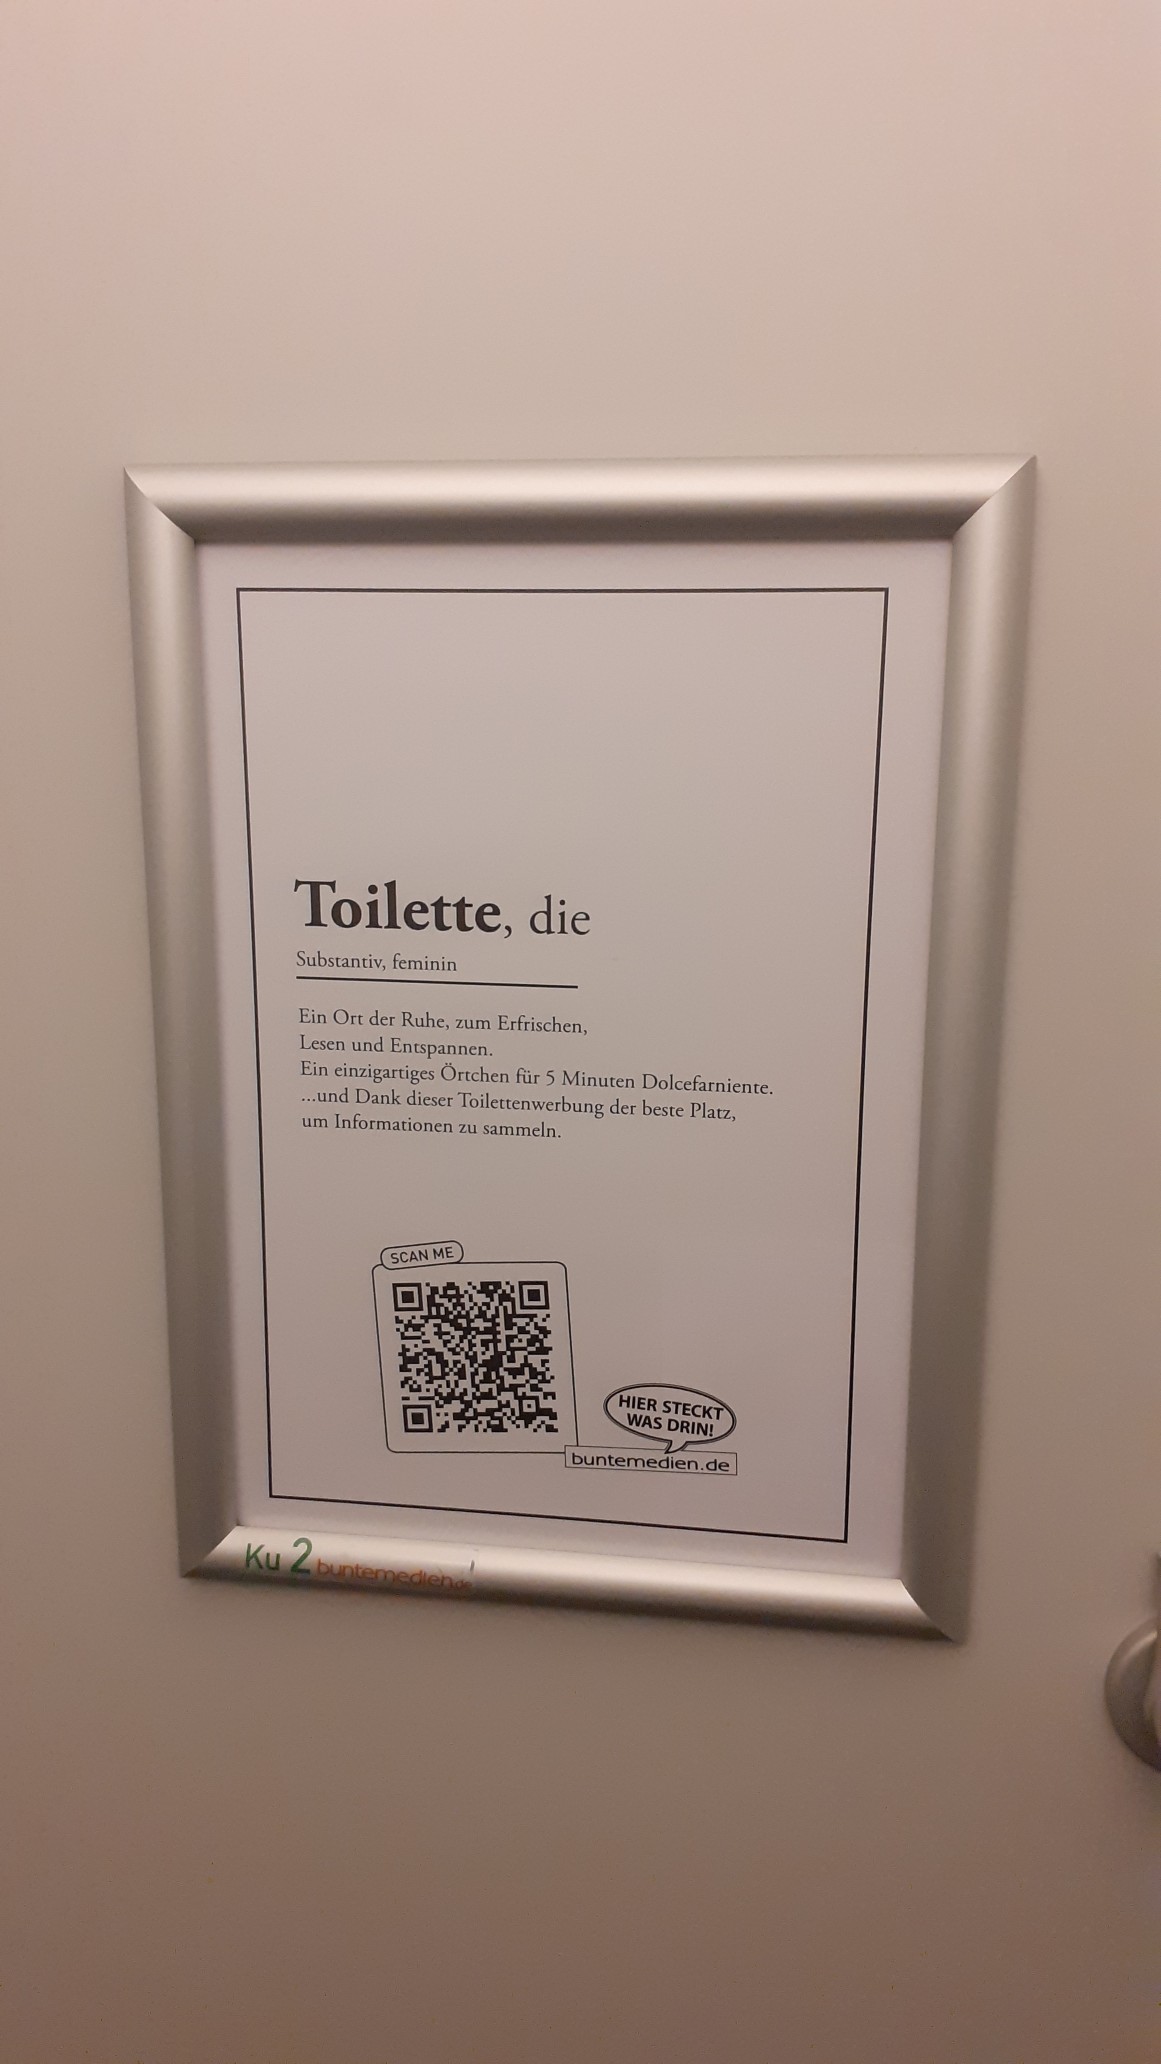 Toilette, die
Substantiv, feminin
Ein Ort der Ruhe, zum Erfrischen,
Lesen und Entspannen.
Ein einzigartiges Örtchen für 5 Minuten Dolcefarniente.
...und Dank dieser Toilettenwerbung der beste Platz,
um Informationen zu sammeln.
SCAN ME
HIER STECKT
WAS DRIN!
buntemedien.de
Ku 2 buntemedien.de